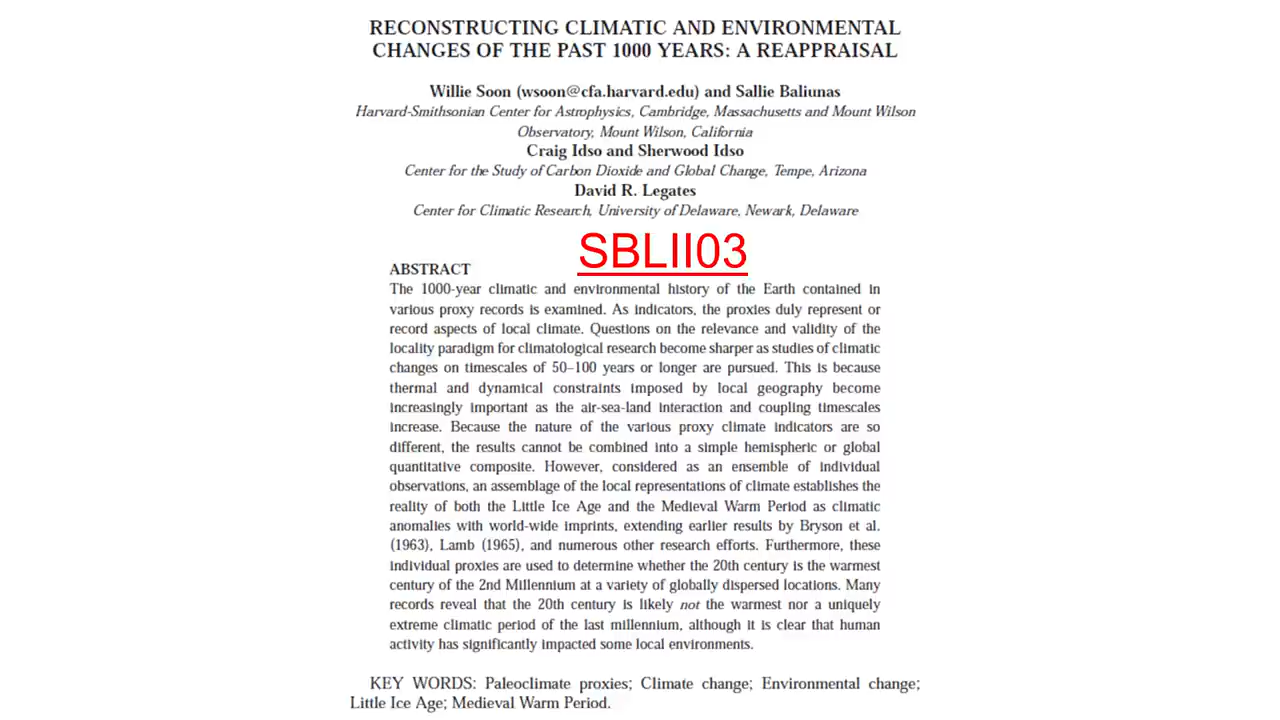 RECONSTRUCTING CLIMATIC AND ENVIRONMENTAL
CHANGES OF THE PAST 1000 YEARS: A REAPPRAISAL
Willie Soon (wsoon@cfa.harvard.edu) and Sallie Baliunas
Harvard-Smithsonian Center for Astrophysics, Cambridge, Massachusetts and Mount Wilson
Observatory, Mount Wilson, California
Craig Idso and Sherwood Idso
Center for the Study of Carbon Dioxide and Global Change, Tempe, Arizona
David R. Legates
Center for Climatic Research, University of Delaware, Newark, Delaware
SBLII03
ABSTRACT
The 1000-year climatic and environmental history of the Earth contained in
various proxy records is examined. As indicators, the proxies duly represent or
record aspects of local climate. Questions on the relevance and validity of the
locality paradigm for climatological research become sharper as studies of climatic
changes on timescales of 50–100 years or longer are pursued. This is because
thermal and dynamical constraints imposed by local geography become
increasingly important as the air-sea-land interaction and coupling timescales
increase. Because the nature of the various proxy climate indicators are so
different, the results cannot be combined into a simple hemispheric or global
quantitative composite. However, considered as an ensemble of individual
observations, an assemblage of the local representations of climate establishes the
reality of both the Little Ice Age and the Medieval Warm Period as climatic
anomalies with world-wide imprints, extending earlier results by Bryson et al.
(1963), Lamb (1965), and numerous other research efforts. Furthermore, these
individual proxies are used to determine whether the 20th century is the warmest
century of the 2nd Millennium at a variety of globally dispersed locations. Many
records reveal that the 20th century is likely not the warmest nor a uniquely
extreme climatic period of the last millennium, although it is clear that human
activity has significantly impacted some local environments.
KEY WORDS: Paleoclimate proxies; Climate change; Environmental change;
Little Ice Age; Medieval Warm Period.